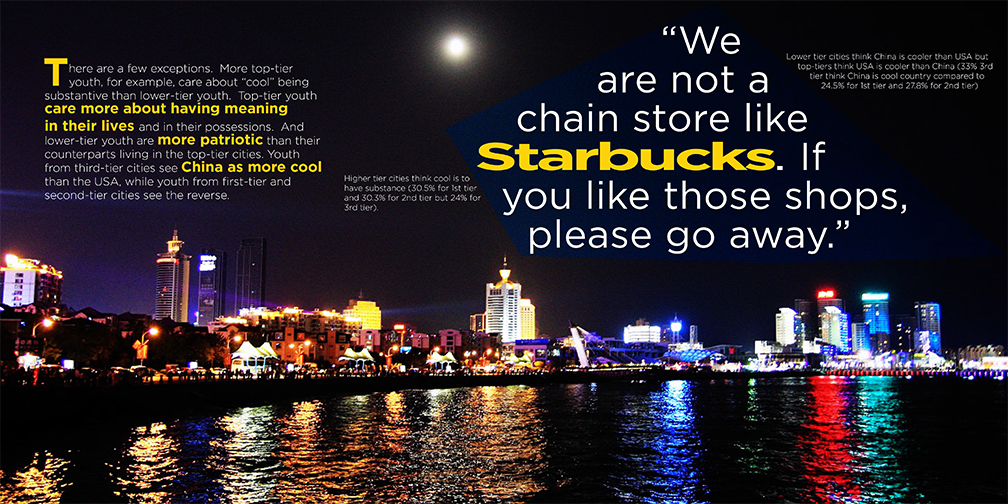 There are a few exceptions. More top-tier
youth, for example, care about “cool” being
substantive than lower-tier youth. Top-tier youth
care more about having meaning
in their lives and in their possessions. And
lower-tier youth are more patriotic than their
counterparts living in the top-tier cities. Youth
from third-tier cities see China as more cool
than the USA, while youth from first-tier and
second-tier cities see the reverse.
Higher tier cities think cool is to
have substance (30.5% for 1st tier
and 30.3% for 2nd tier but 24% for
3rd tier).
“We
are not a
chain store like
Starbucks. If
you like those shops,
please go away.”
Lower tier cities think China is cooler than USA but
top-tiers think USA is cooler than China (33% 3rd
tier think China is cool country compared to
24.5% for 1st tier and 27.8% for 2nd tier)